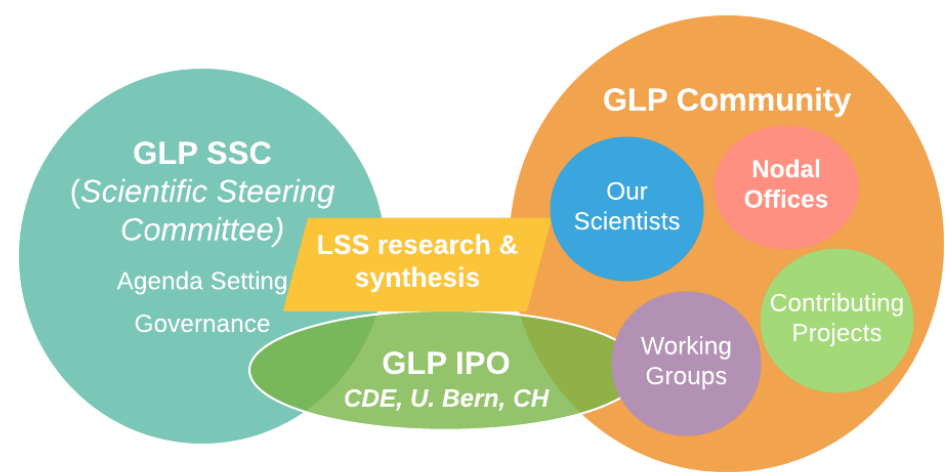 GLP SSC
(Scientific Steering
Committee)
Agenda Setting
Governance
LSS research &
synthesis
GLP IPO
CDE, U. Bern, CH
GLP Community
Our
Scientists
Nodal
Offices
Contributing
Projects
Working
Groups